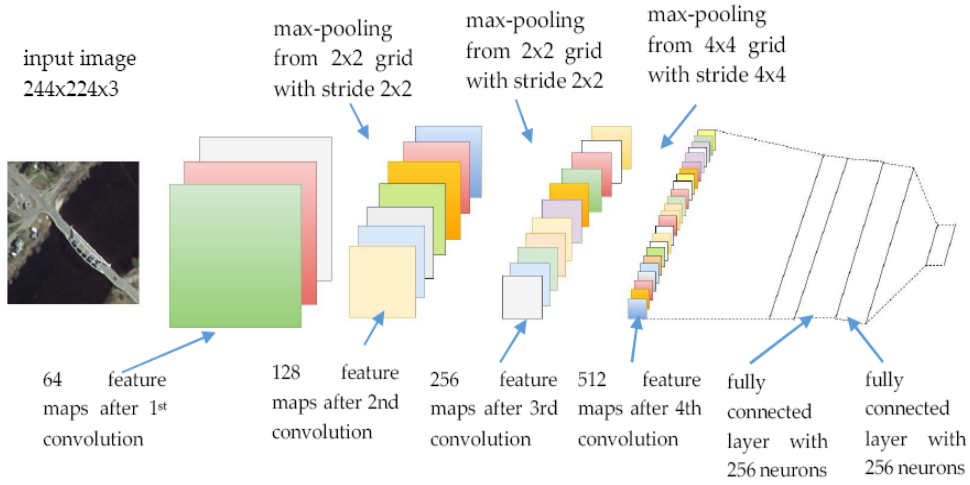 input image
244x224x3
max-pooling
from 2x2 grid
with stride 2x2
max-pooling
from 2x2 grid
with stride 2x2
max-pooling
from 4x4 grid
with stride 4x4
64 feature
maps after 1st
convolution
128 feature
maps after 2nd
convolution
256 feature
maps after 3rd
convolution
512 feature
maps after 4th
convolution
fully
connected
layer with
256 neurons
fully
connected
layer with
256 neurons